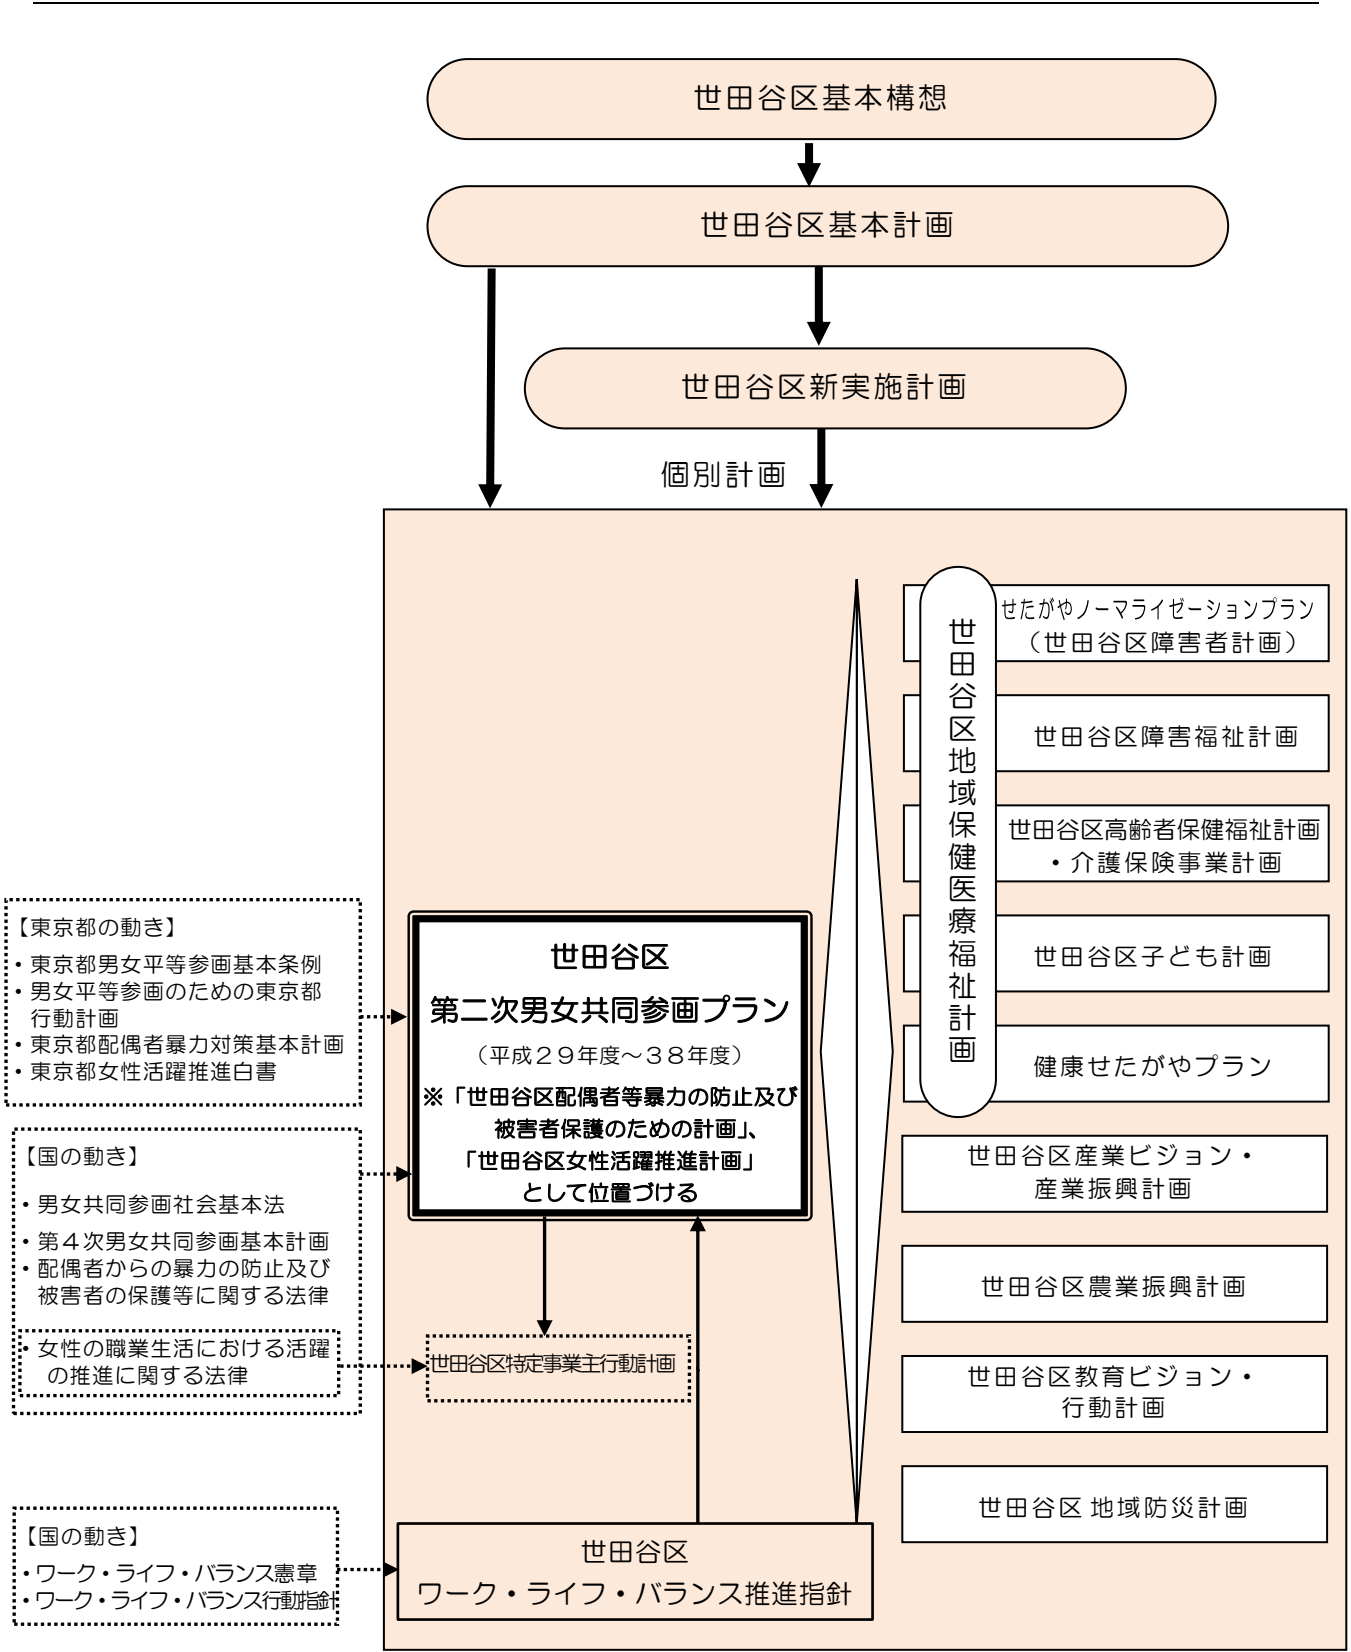 世田谷区基本構想
世田谷区基本計画
世田谷区新実施計画
個別計画
【東京都の動き】
・東京都男女平等参画基本条例
・男女平等参画のための東京都
行動計画
・東京都配偶者暴力対策基本計画
・東京都女性活躍推進白書
【国の動き】
・男女共同参画社会基本法
・第４次男女共同参画基本計画
・配偶者からの暴力の防止及び
被害者の保護等に関する法律
・女性の職業生活における活躍
の推進に関する法律
【国の動き】
・ワーク・ライフ・バランス憲章
・ワーク・ライフ・バランス行動指針
世田谷区
第二次男女共同参画プラン
（平成２９年度～３８年度）
※「世田谷区配偶者等暴力の防止及び
被害者保護のための計画」、
「世田谷区女性活躍推進計画」
として位置づける
世田谷区特定事業主行動計画
世田谷区
ワーク・ライフ・バランス推進指針
世田谷区地域保健医療福祉計画
せたがやノーマライゼーションプラン
（世田谷区障害者計画）
世田谷区障害福祉計画
世田谷区高齢者保健福祉計画
・介護保険事業計画
世田谷区子ども計画
健康せたがやプラン
世田谷区産業ビジョン・
産業振興計画
世田谷区農業振興計画
世田谷区教育ビジョン・
行動計画
世田谷区 地域防災計画